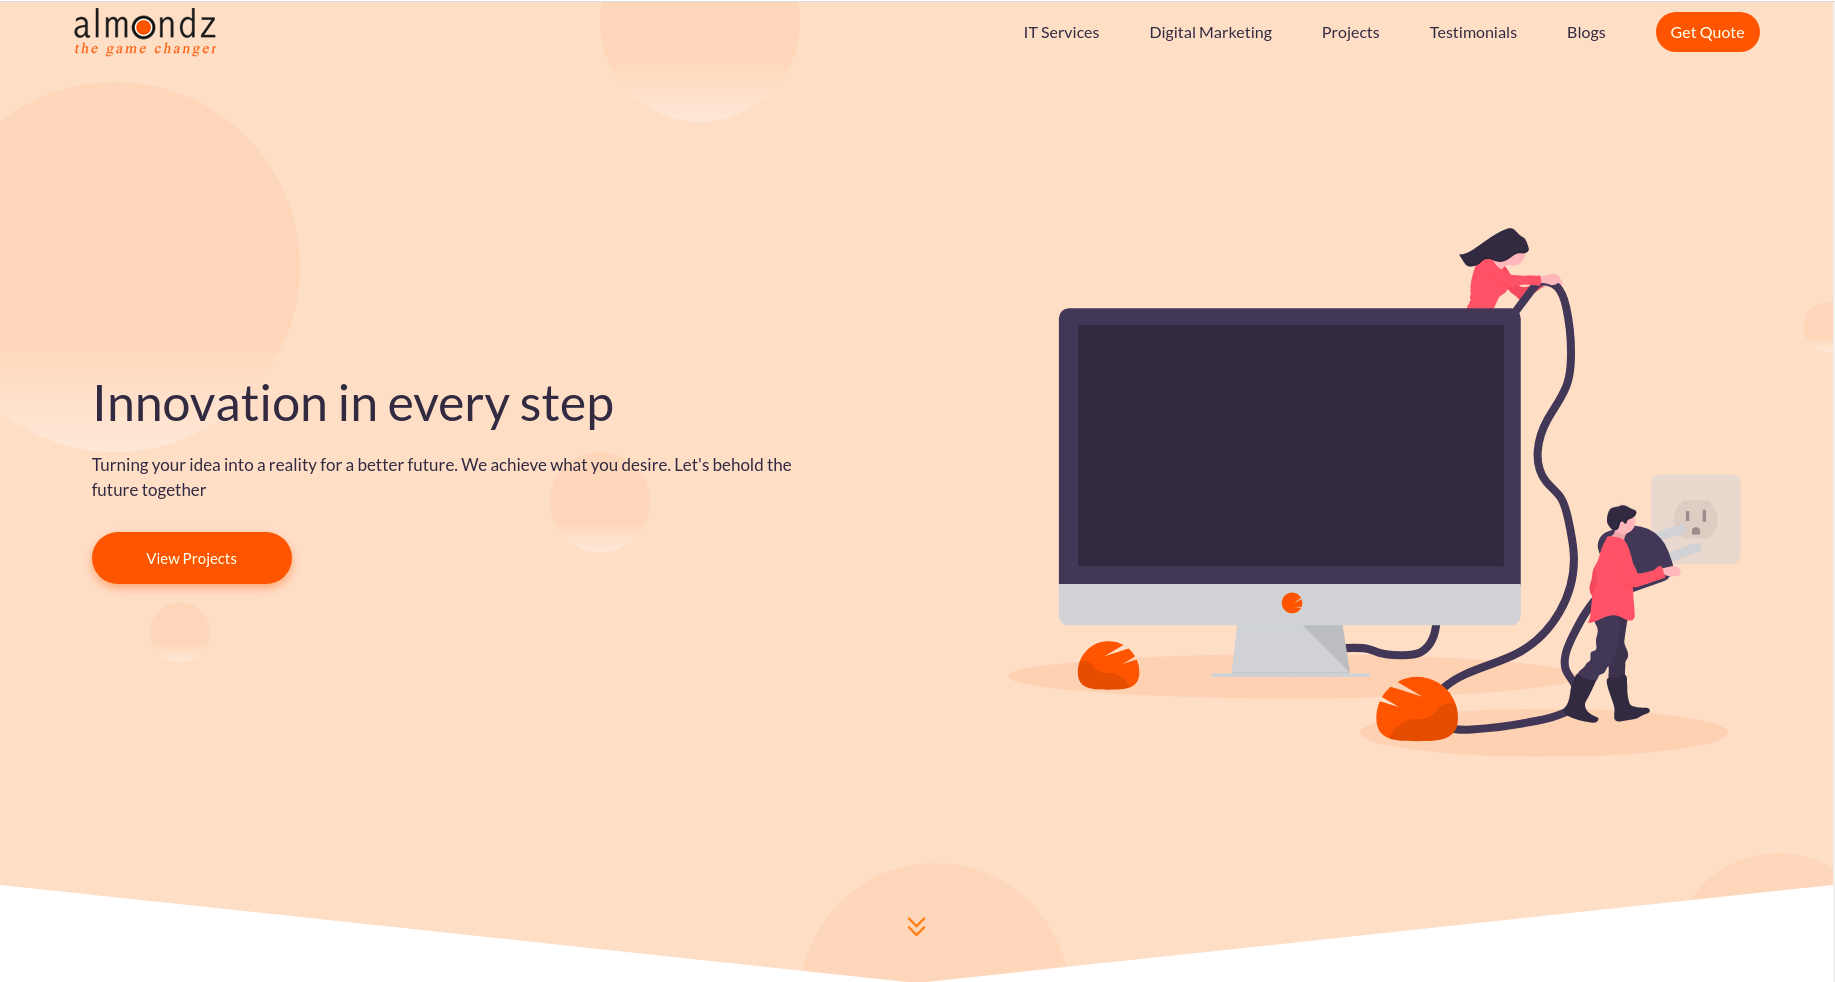 almondz
the game changer
IT Services
Digital Marketing
Projects
Testimonials
Blogs
Get Quote
Innovation in every step
Turning your idea into a reality for a better future. We achieve what you desire. Let's behold the
future together
View Projects